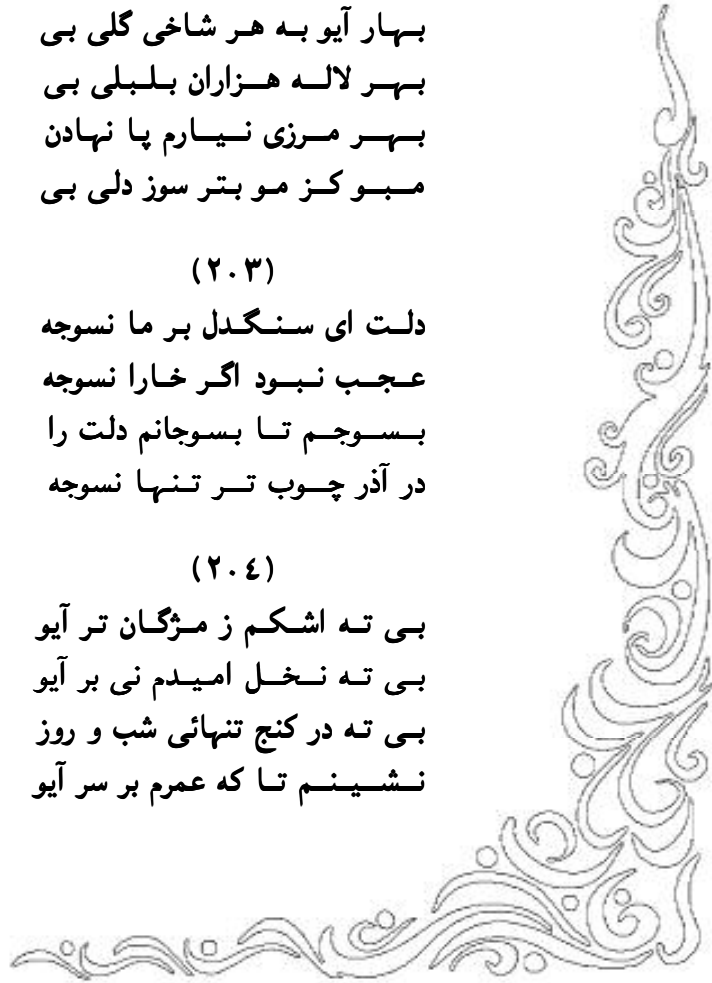 بهار آیو به هر شاخی گلی بی
بهر لاله هزاران بلبلی بی
بهر مرزی نیارم پا نهادن
مبو کز مو بتر سوز دلی بی
(۲۰۳)
دلت ای سنگدل بر ما نسوجه
عجب نبود اگر خارا نسوجه
بسوجم تا بسوجانم دلت را
در آذر چوب تر تنها نسوجه
(۲۰٤)
بی ته اشکم ز مژگان تر آیو
بی ته نخل امیدم نی بر آیو
بی ته در کنج تنهائی شب و روز
نشینم تا که عمرم بر سر آیو